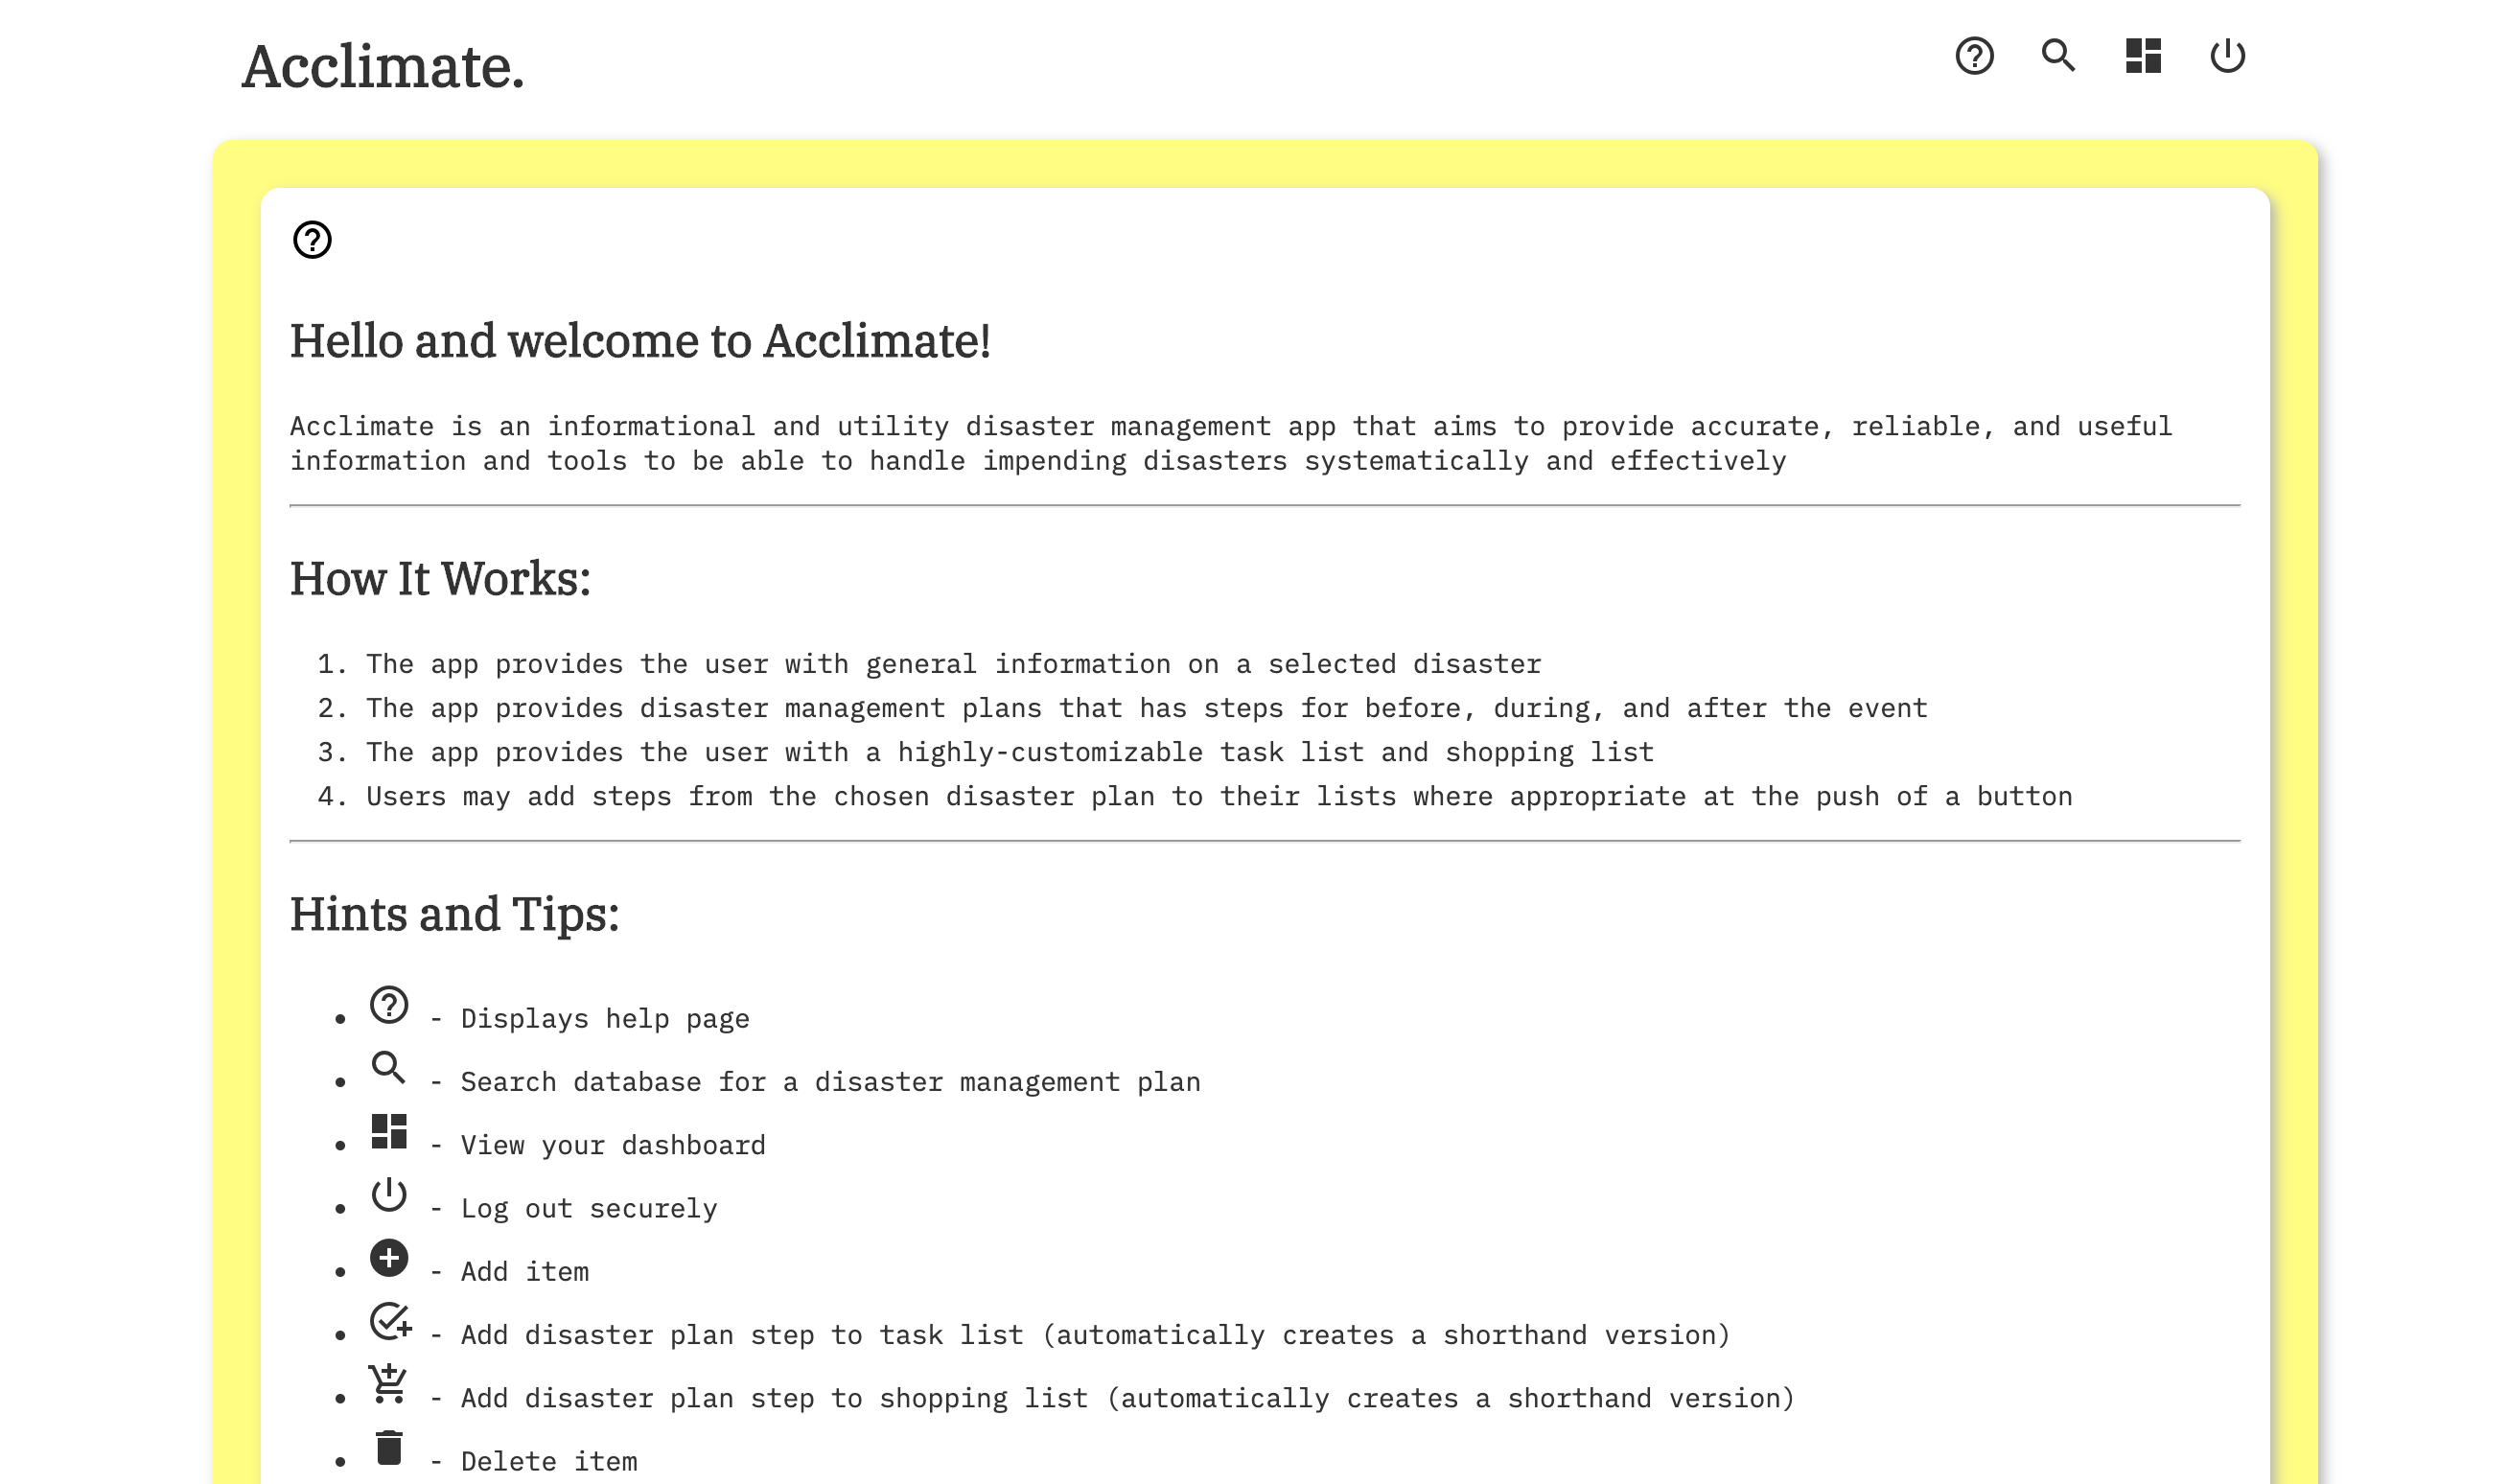 Acclimate.
Hello and welcome to Acclimate!
Acclimate is an informational and utility disaster management app that aims to provide accurate, reliable, and useful
information and tools to be able to handle impending disasters systematically and effectively
How It Works:
1. The app provides the user with general information on a selected disaster
2. The app provides disaster management plans that has steps for before, during, and after the event
3. The app provides the user with a highly-customizable task list and shopping list
4. Users may add steps from the chosen disaster plan to their lists where appropriate at the push of a button
Hints and Tips:
- Displays help page
- Search database for a disaster management plan
- View your dashboard
- Log out securely
- Add item
- Add disaster plan step to task list (automatically creates a shorthand version)
- Add disaster plan step to shopping list (automatically creates a shorthand version)
- Delete item